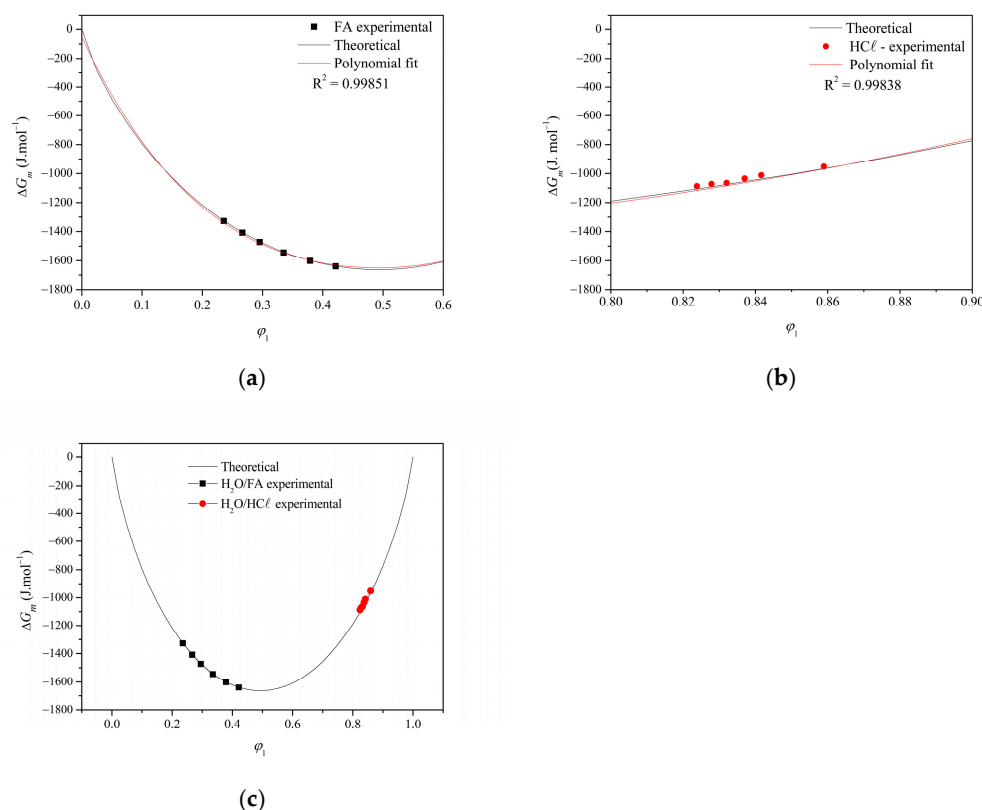 0
−200
−400
−600
−800
−1000
−1200
−1400
−1600
−1800
ΔG_m (J.mol⁻¹)
FA experimental
Theoretical
Polynomial fit
R² = 0.99851
0.0 0.1 0.2 0.3 0.4 0.5 0.6
φ₁
(a)
0
−200
−400
−600
−800
−1000
−1200
−1400
−1600
−1800
ΔG_m (J. mol⁻¹)
Theoretical
HCℓ - experimental
Polynomial fit
R² = 0.99838
0.80 0.82 0.84 0.86 0.88 0.90
φ₁
(b)
0
−200
−400
−600
−800
−1000
−1200
−1400
−1600
−1800
ΔG_m (J.mol⁻¹)
Theoretical
H₂O/FA experimental
H₂O/HCℓ experimental
0.0 0.2 0.4 0.6 0.8 1.0
φ₁
(c)